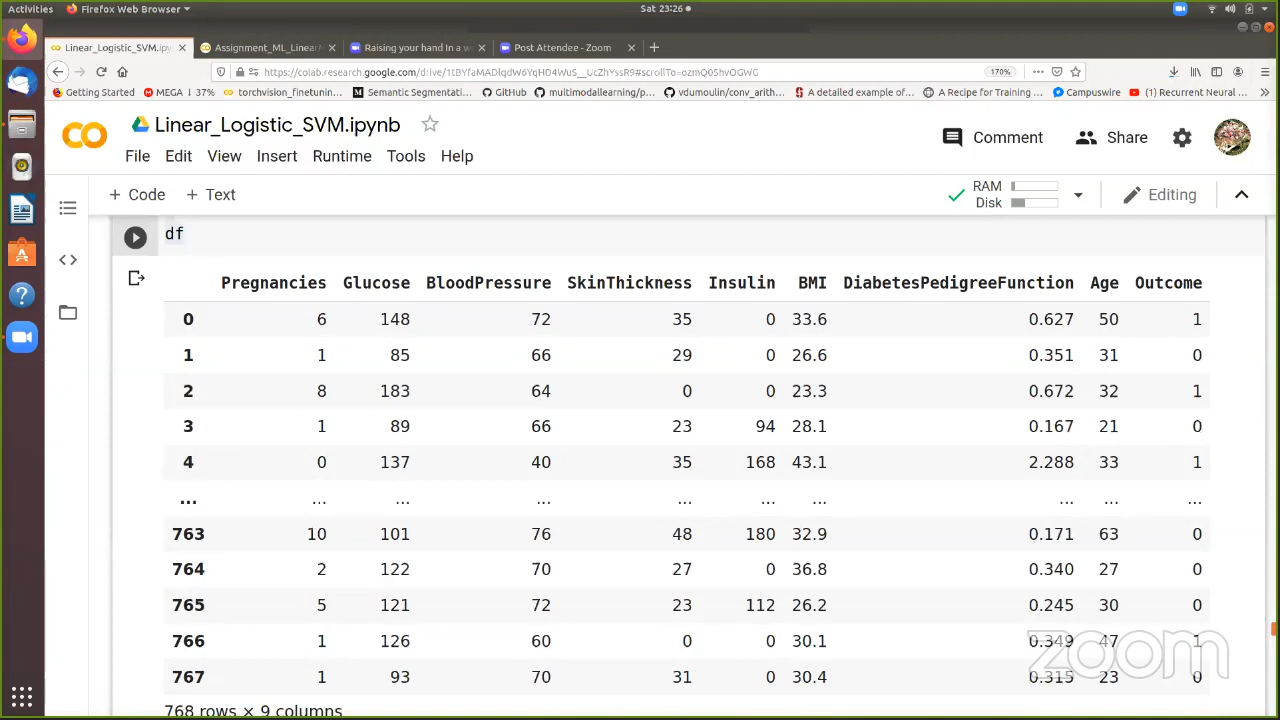 Activities Firefox Web Browser Sat 23:26
Linear_Logistic_SVM.ipyn Assignment_ML_LinearM Raising your hand In a w Post Attendee - Zoom
https://colab.research.google.com/drive/1tBYfaMADlqdW6YqHD4WuS__UcZhYssR9#scrollTo=ozmQ0ShvOGWG 170%
Getting Started MEGA ↓ 37% torchvision_finetunin... Semantic Segmentati... GitHub multimodallearning/p... vdumoulin/conv_arith... A detailed example of... A Recipe for Training ... Campuswire (1) Recurrent Neural ...
Linear_Logistic_SVM.ipynb
Comment Share
File Edit View Insert Runtime Tools Help
+ Code + Text RAM Disk Editing
df
Pregnancies Glucose BloodPressure SkinThickness Insulin BMI DiabetesPedigreeFunction Age Outcome
0 6 148 72 35 0 33.6 0.627 50 1
1 1 85 66 29 0 26.6 0.351 31 0
2 8 183 64 0 0 23.3 0.672 32 1
3 1 89 66 23 94 28.1 0.167 21 0
4 0 137 40 35 168 43.1 2.288 33 1
... ... ... ... ... ... ... ... ... ...
763 10 101 76 48 180 32.9 0.171 63 0
764 2 122 70 27 0 36.8 0.340 27 0
765 5 121 72 23 112 26.2 0.245 30 0
766 1 126 60 0 0 30.1 0.349 47 1
767 1 93 70 31 0 30.4 0.315 23 0
zoom
768 rows × 9 columns